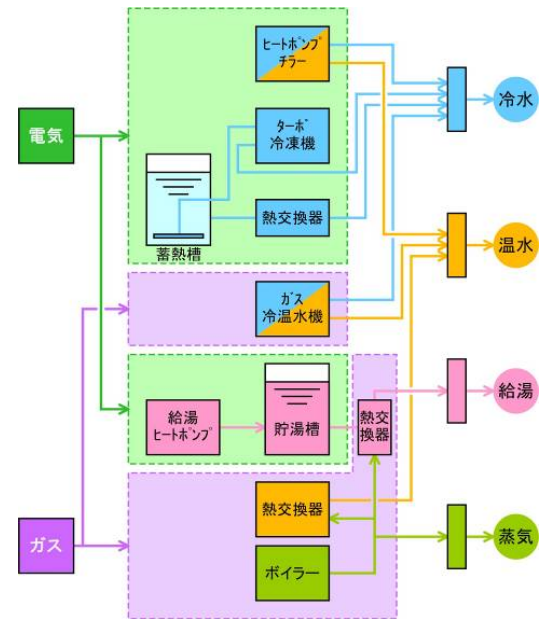 ヒートポンプ
チラー
冷水
電気
ターボ
冷凍機
熱交換器
蓄熱槽
温水
ガス
冷温水機
給湯
ヒートポンプ
貯湯槽
熱交
換器
給湯
熱交換器
ガス
ボイラー
蒸気